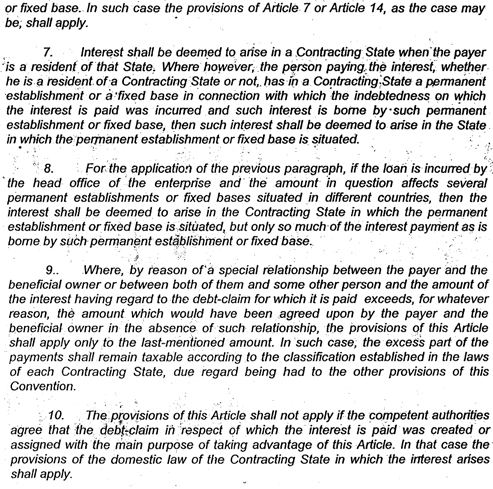 or fixed base. In such case the provisions of Article 7 or Article 14, as the case may
be, shall apply.
7. Interest shall be deemed to arise in a Contracting State when the payer
is a resident of that State. Where however, the person paying the interest, whether
he is a resident of a Contracting State or not, has in a Contracting State a permanent
establishment or a fixed base in connection with which the indebtedness on which
the interest is paid was incurred and such interest is borne by such permanent
establishment or fixed base, then such interest shall be deemed to arise in the State
in which the permanent establishment or fixed base is situated.
8. For the application of the previous paragraph, if the loan is incurred by
the head office of the enterprise and the amount in question affects several
permanent establishments or fixed bases situated in different countries, then the
interest shall be deemed to arise in the Contracting State in which the permanent
establishment or fixed base is situated, but only so much of the interest payment as is
borne by such permanent establishment or fixed base.
9.. Where, by reason of a special relationship between the payer and the
beneficial owner or between both of them and some other person and the amount of
the interest having regard to the debt-claim for which it is paid exceeds, for whatever
reason, the amount which would have been agreed upon by the payer and the
beneficial owner in the absence of such relationship, the provisions of this Article
shall apply only to the last-mentioned amount. In such case, the excess part of the
payments shall remain taxable according to the classification established in the laws
of each Contracting State, due regard being had to the other provisions of this
Convention.
10. The provisions of this Article shall not apply if the competent authorities
agree that the debt-claim in respect of which the interest is paid was created or
assigned with the main purpose of taking advantage of this Article. In that case the
provisions of the domestic law of the Contracting State in which the interest arises
shall apply.